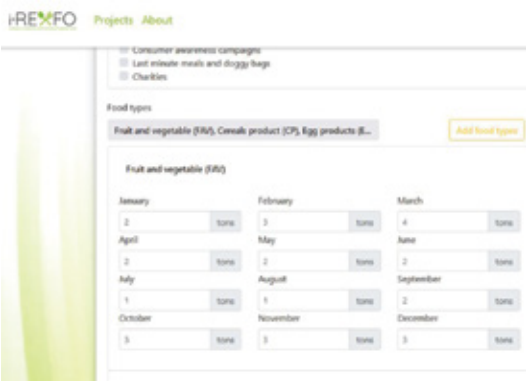 i-REXFO Projects About
Consumer awareness campaigns
Last minute meals and doggy bags
Charities
Food types
Fruit and vegetable (FAV), Cereals product (CP), Egg products (E...
Add food types
Fruit and vegetable (FAV)
January February March
2 tons 3 tons 4 tons
April May June
2 tons 2 tons 2 tons
July August September
1 tons 1 tons 2 tons
October November December
3 tons 3 tons 3 tons